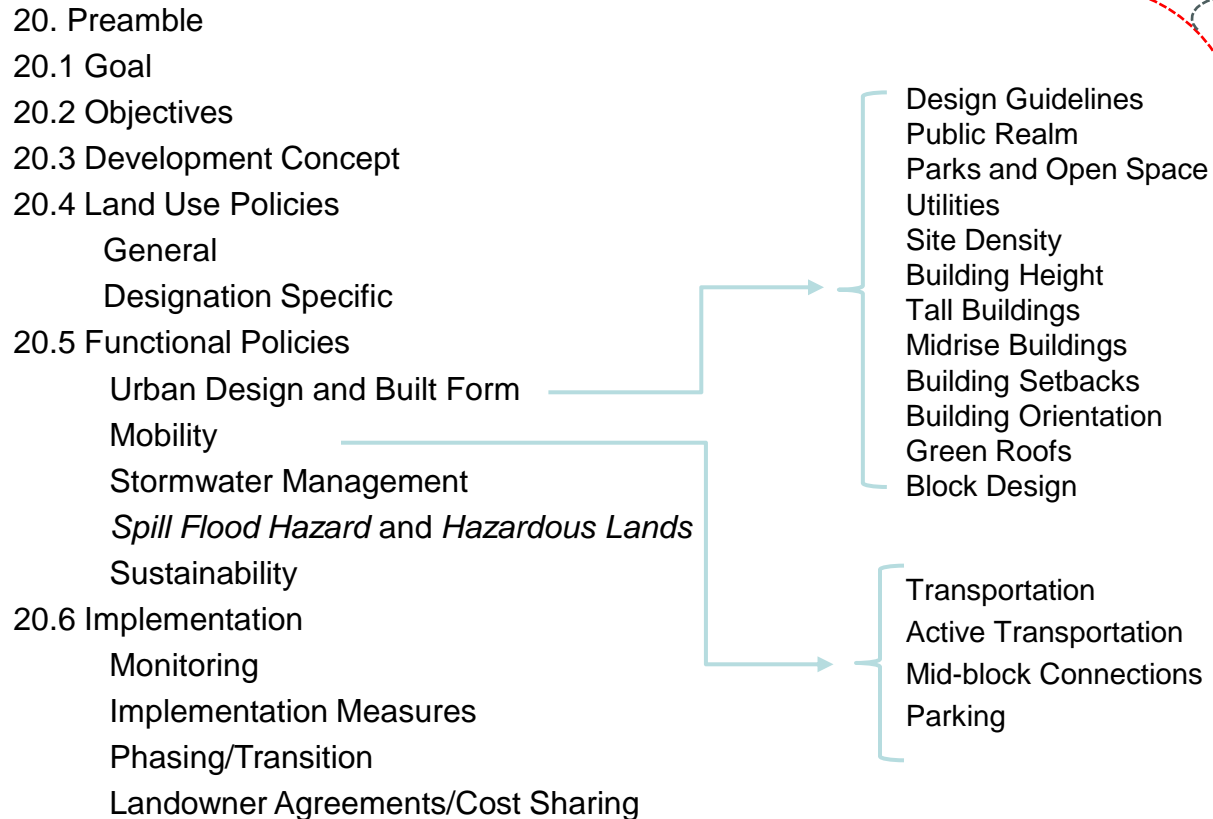 20. Preamble
20.1 Goal
20.2 Objectives
20.3 Development Concept
20.4 Land Use Policies
General
Designation Specific
20.5 Functional Policies
Urban Design and Built Form
Mobility
Stormwater Management
Spill Flood Hazard and Hazardous Lands
Sustainability
20.6 Implementation
Monitoring
Implementation Measures
Phasing/Transition
Landowner Agreements/Cost Sharing
Design Guidelines
Public Realm
Parks and Open Space
Utilities
Site Density
Building Height
Tall Buildings
Midrise Buildings
Building Setbacks
Building Orientation
Green Roofs
Block Design
Transportation
Active Transportation
Mid-block Connections
Parking